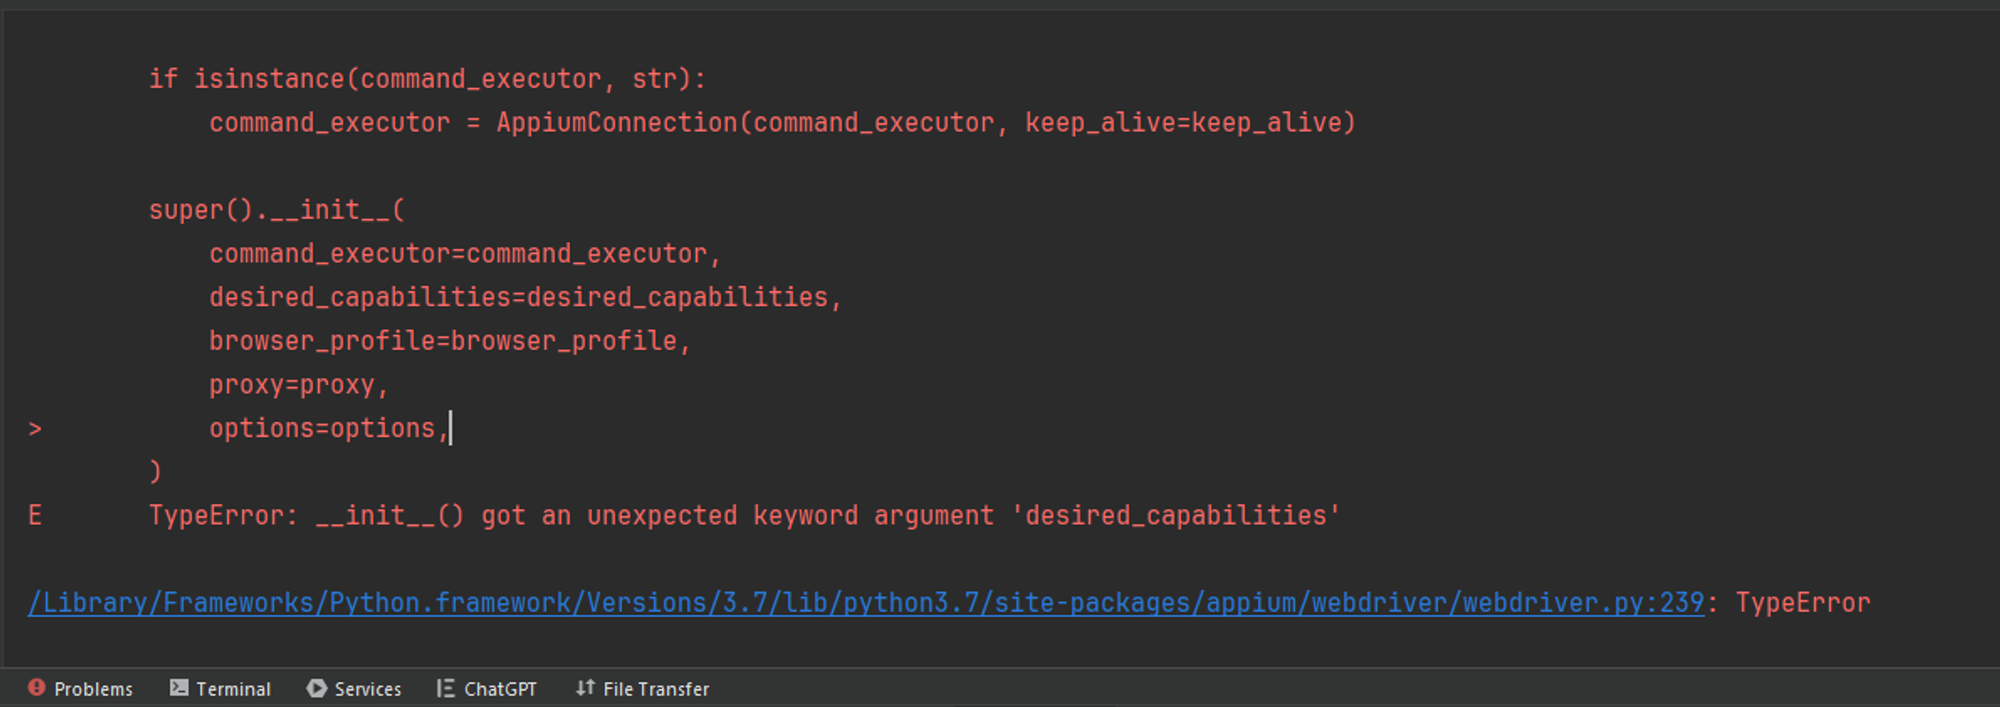 if isinstance(command_executor, str):
command_executor = AppiumConnection(command_executor, keep_alive=keep_alive)
super().__init__(
command_executor=command_executor,
desired_capabilities=desired_capabilities,
browser_profile=browser_profile,
proxy=proxy,
> options=options,
)
E TypeError: __init__() got an unexpected keyword argument 'desired_capabilities'
/Library/Frameworks/Python.framework/Versions/3.7/lib/python3.7/site-packages/appium/webdriver/webdriver.py:239: TypeError
Problems Terminal Services ChatGPT File Transfer